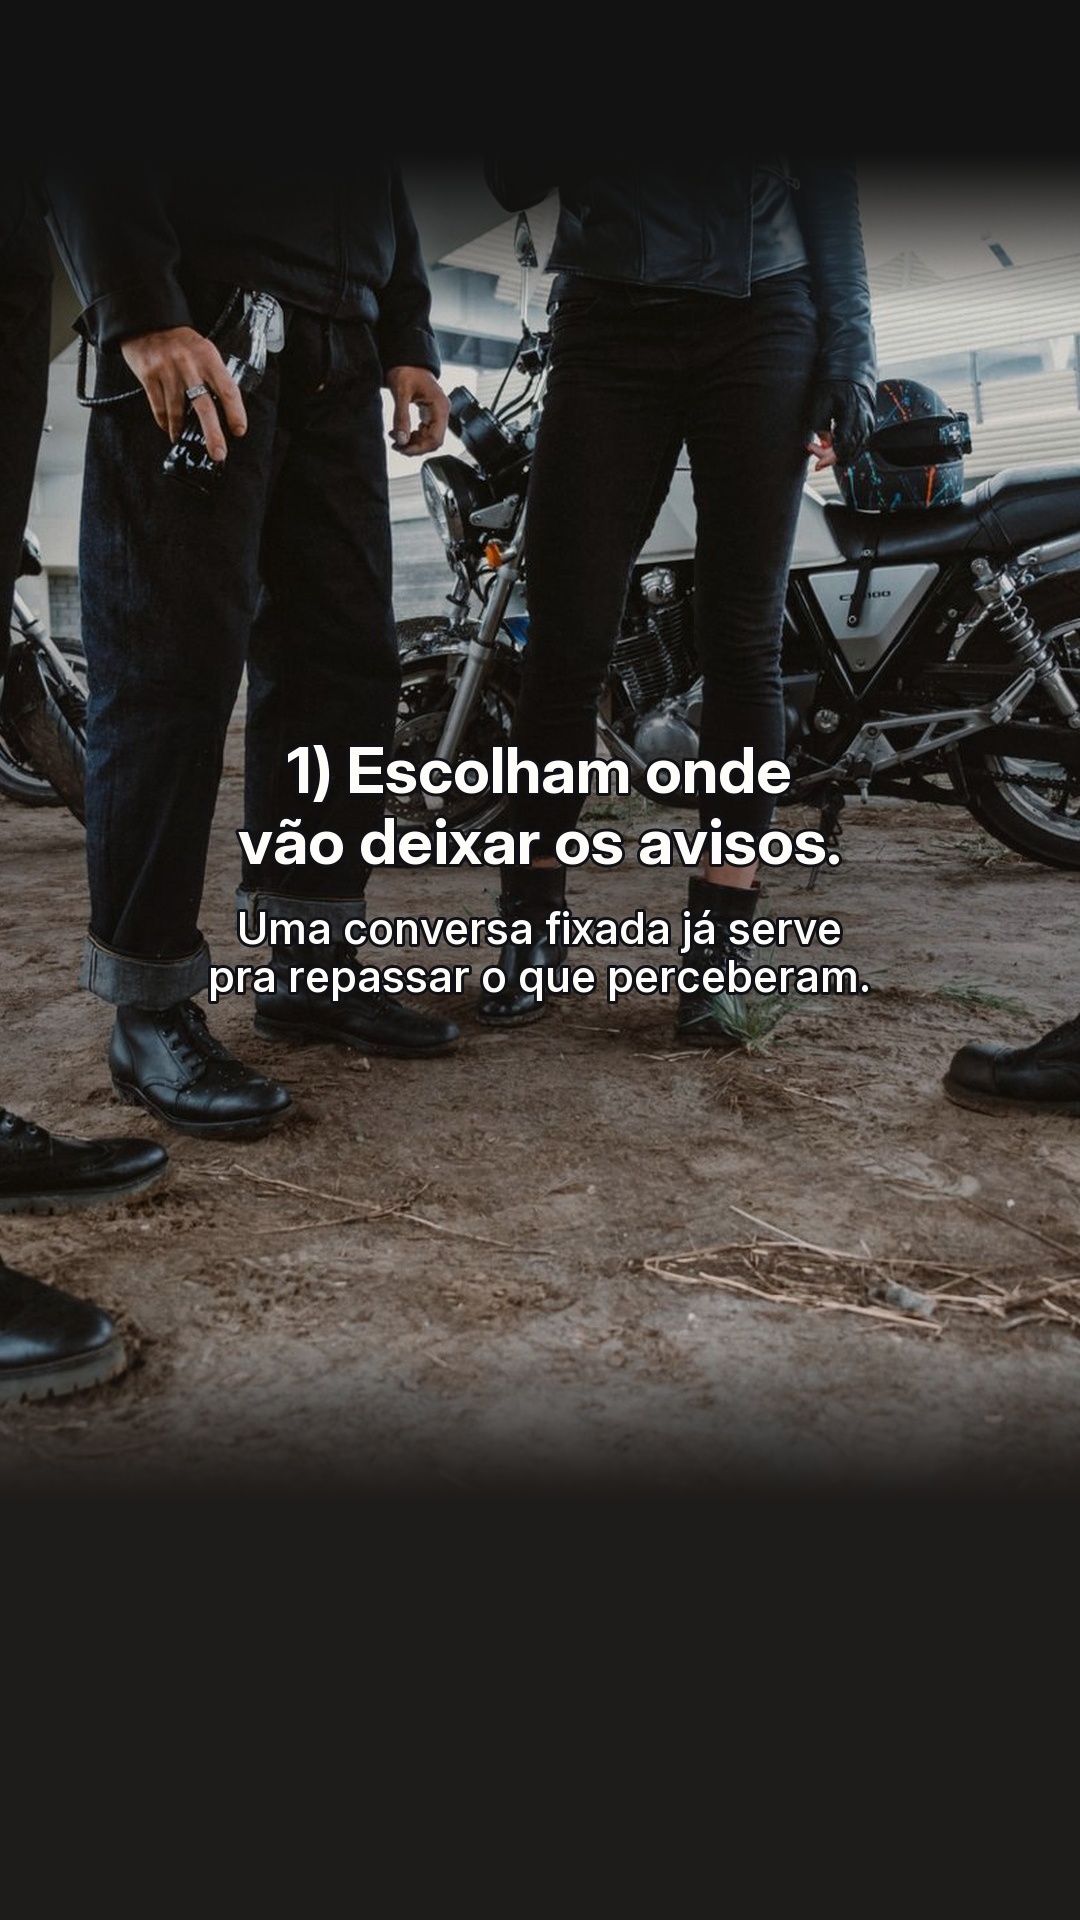 1) Escolham onde
vão deixar os avisos.
Uma conversa fixada já serve
pra repassar o que perceberam.